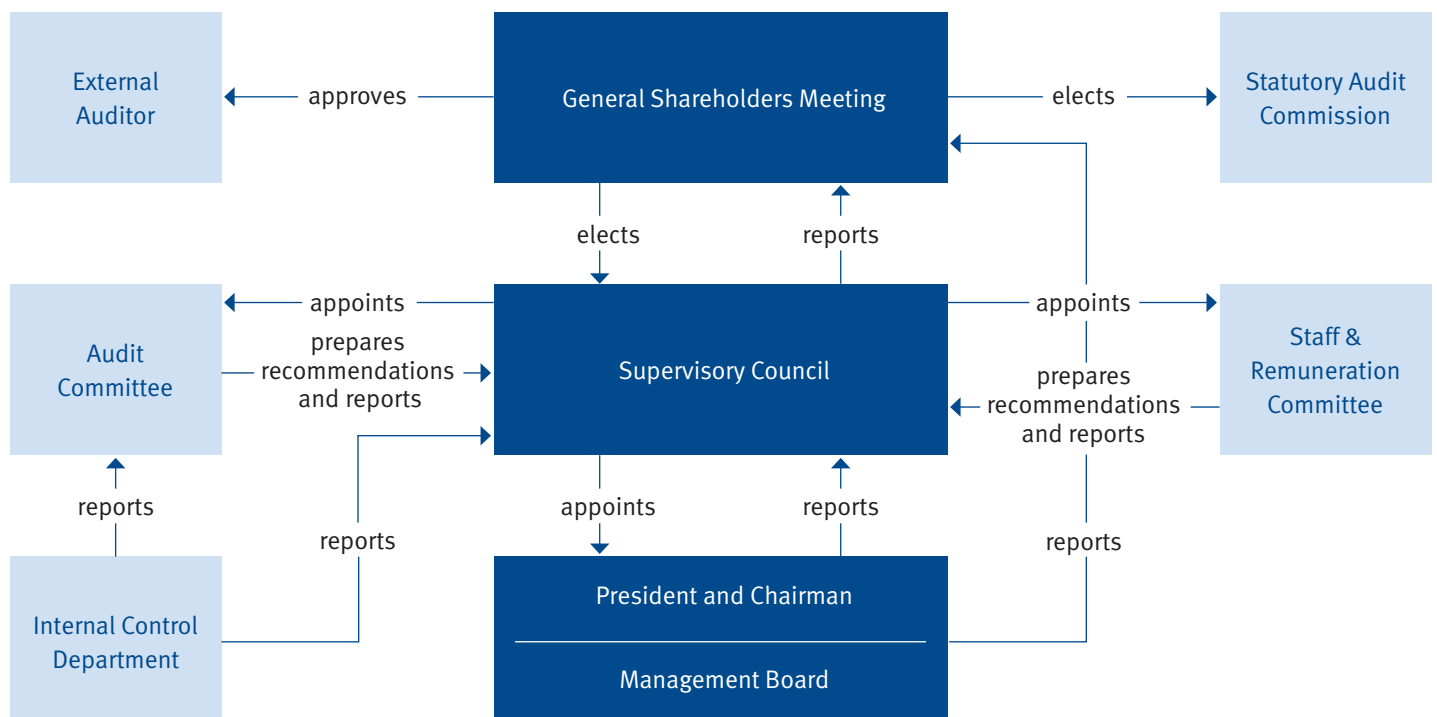 External
Auditor
approves
General Shareholders Meeting
elects
Statutory Audit
Commission
elects
reports
Audit
Committee
appoints
prepares
recommendations
and reports
Supervisory Council
appoints
prepares
recommendations
and reports
Staff &
Remuneration
Committee
reports
reports
appoints
reports
reports
Internal Control
Department
President and Chairman
Management Board